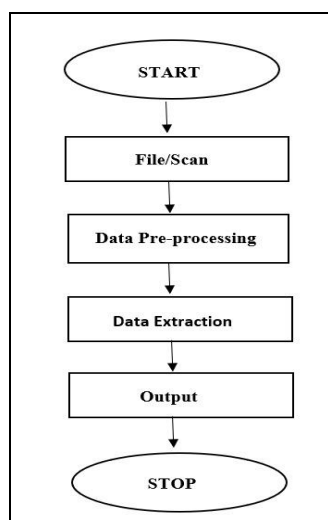 START
File/Scan
Data Pre-processing
Data Extraction
Output
STOP